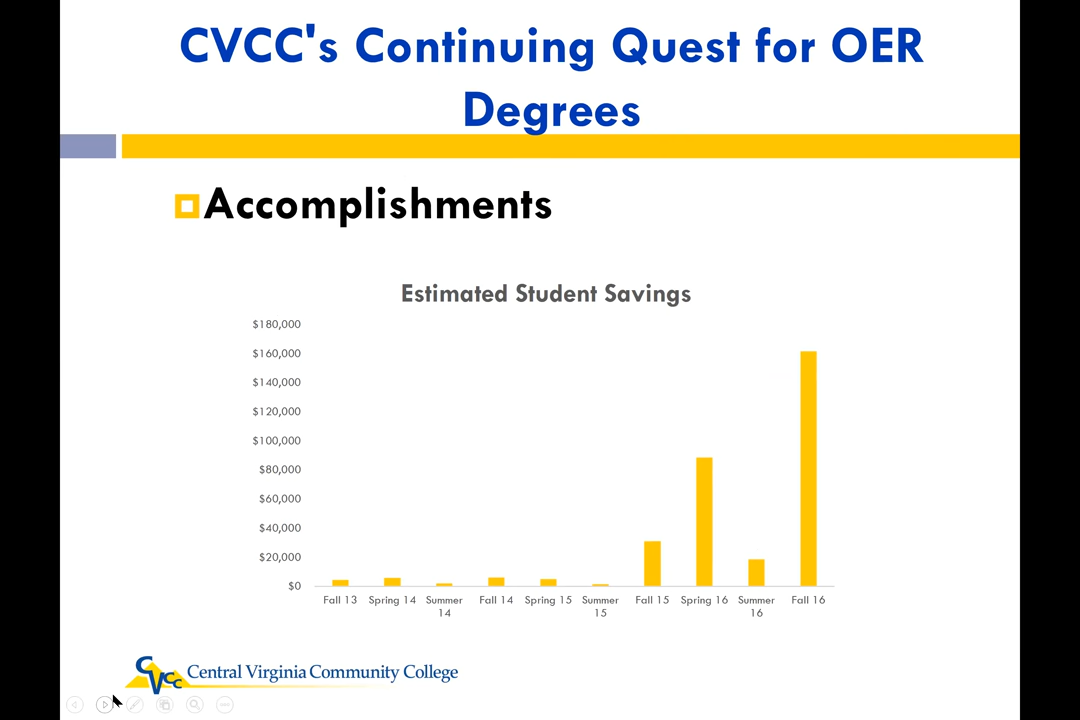 CVCC's Continuing Quest for OER
Degrees
Accomplishments
Estimated Student Savings
$180,000
$160,000
$140,000
$120,000
$100,000
$80,000
$60,000
$40,000
$20,000
$0
Fall 13 Spring 14 Summer 14 Fall 14 Spring 15 Summer 15 Fall 15 Spring 16 Summer 16 Fall 16
CVCC Central Virginia Community College